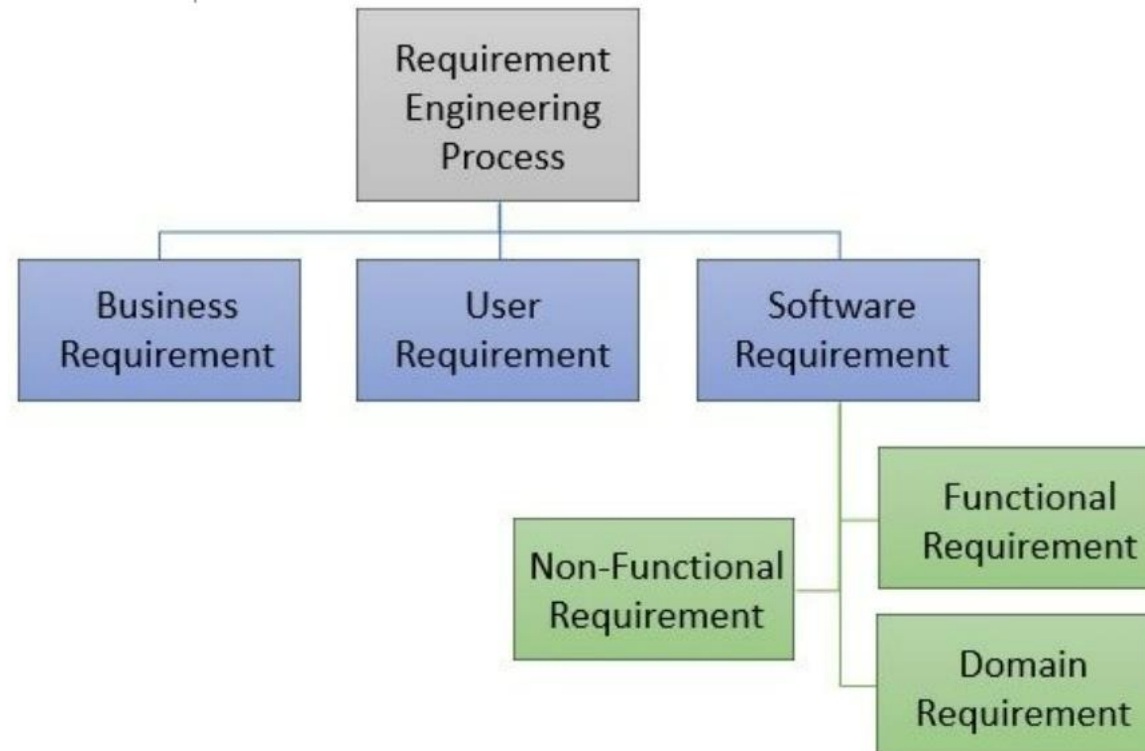 Requirement
Engineering
Process
Business
Requirement
User
Requirement
Software
Requirement
Functional
Requirement
Non-Functional
Requirement
Domain
Requirement